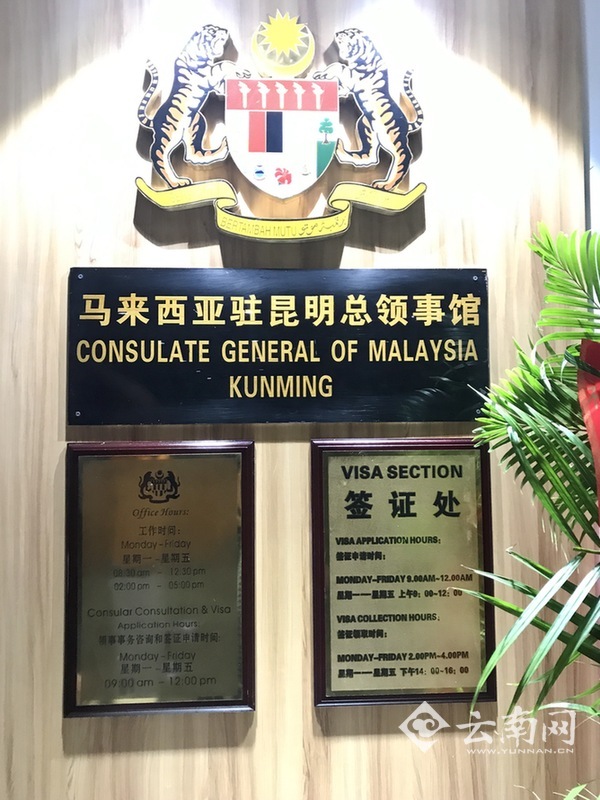 BERTAMBAH MUTU
马来西亚驻昆明总领事馆
CONSULATE GENERAL OF MALAYSIA
KUNMING
Office Hours:
工作时间:
Monday-Friday
星期一 - 星期五
08:30 am - 12:30 pm
02:00 pm - 05:00 pm
Consular Consultation & Visa
Application Hours:
领事事务咨询和签证申请时间:
Monday - Friday
星期一 - 星期五
09:00 am - 12:00 pm
VISA SECTION
签证处
VISA APPLICATION HOURS:
签证申请时间:
MONDAY-FRIDAY 9.00AM-12.00AM
星期一一星期五 上午9:00-12:00
VISA COLLECTION HOURS:
签证领取时间:
MONDAY-FRIDAY 2.00PM-4.00PM
星期一一星期五 下午14:00-16:00
云南网
WWW.YUNNAN.CN